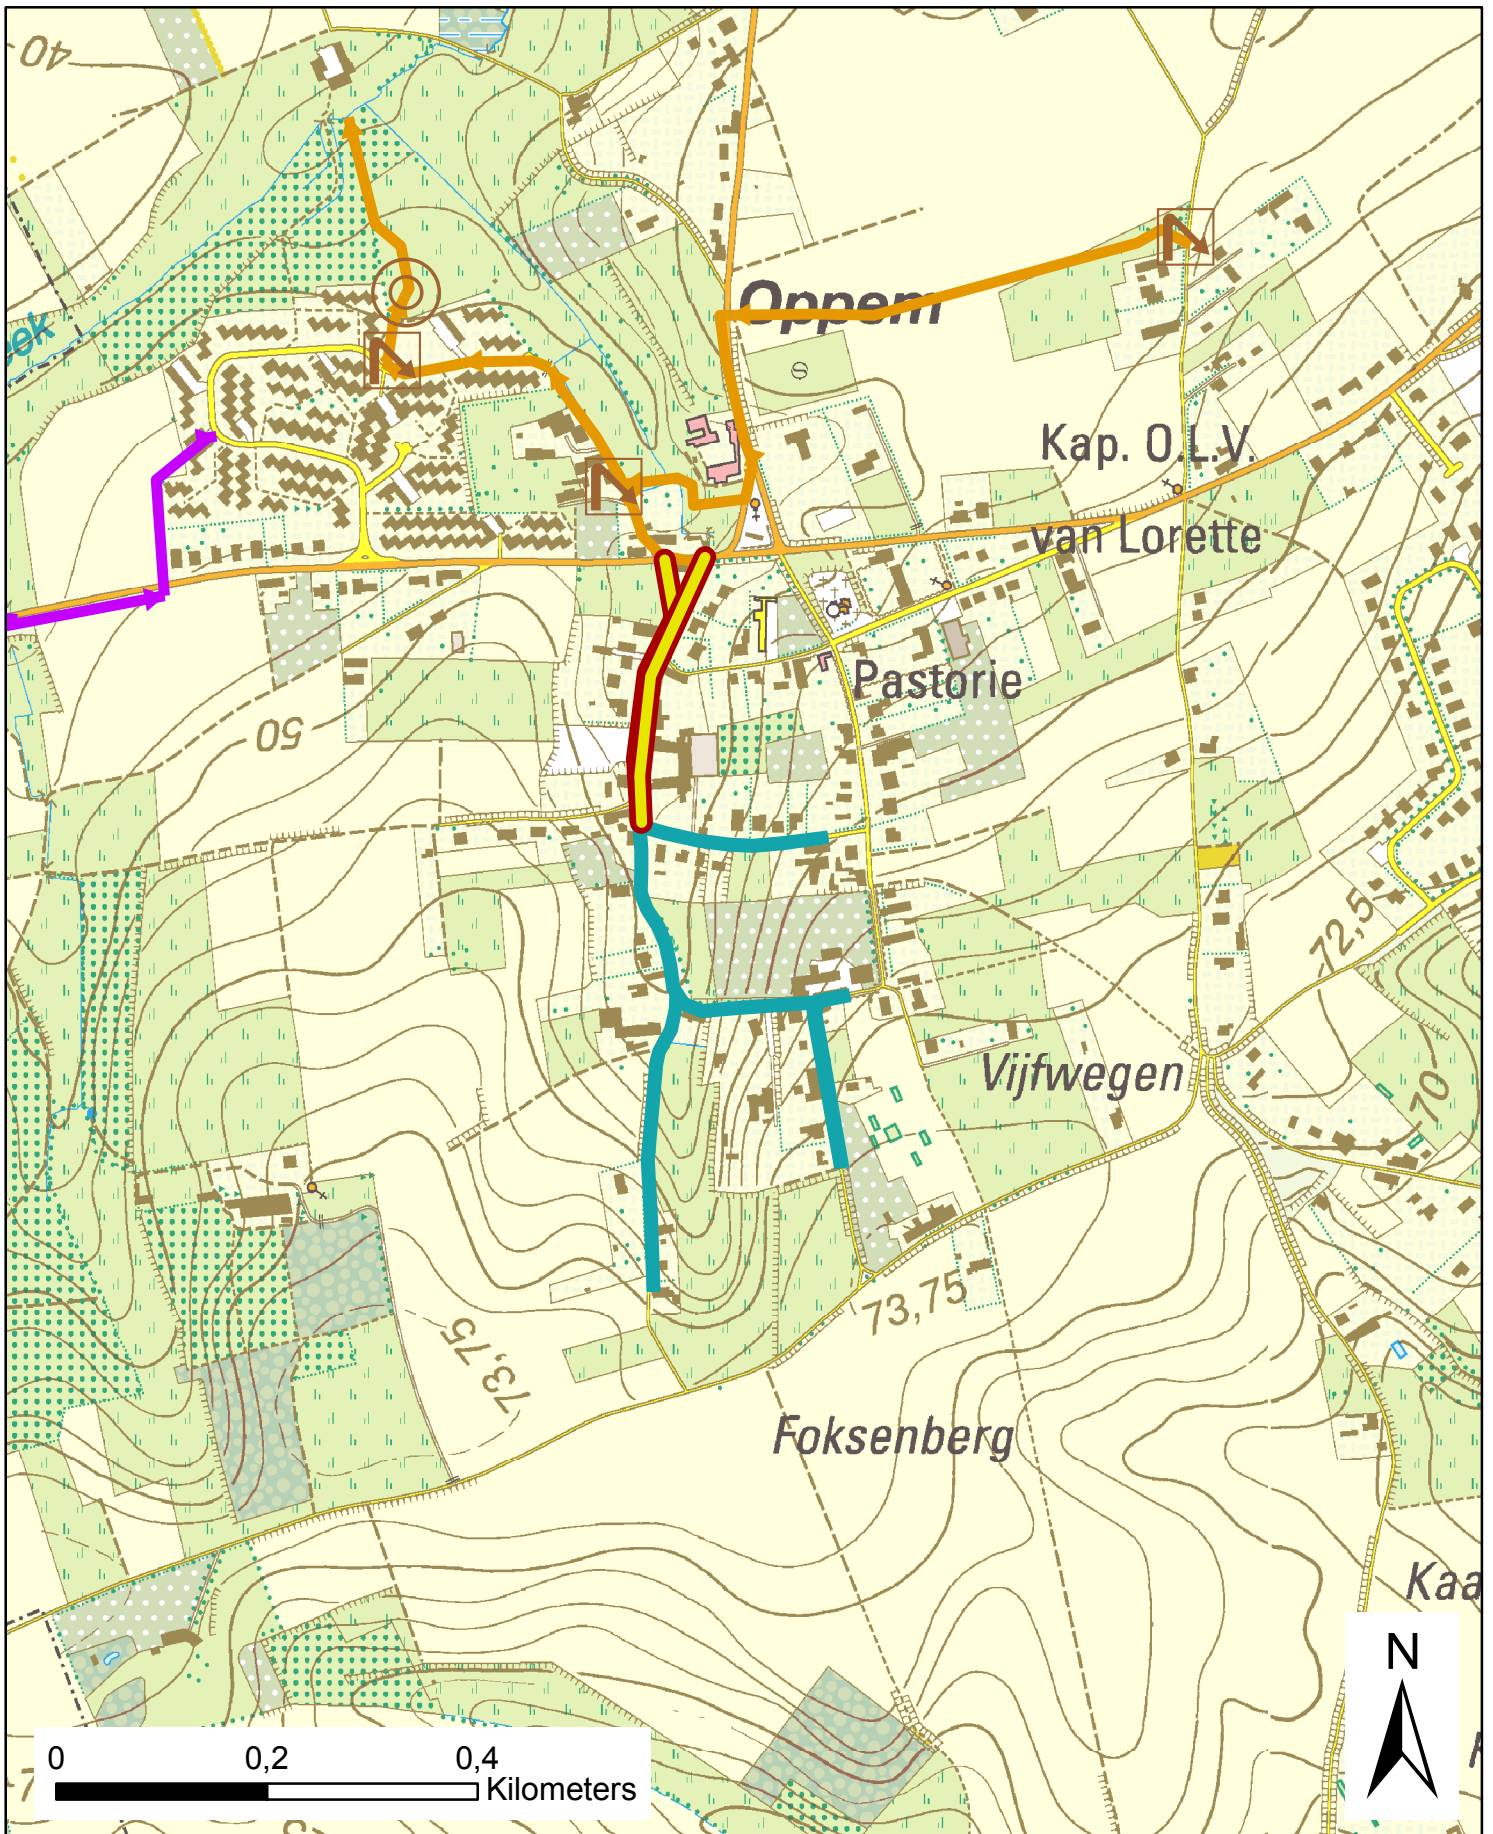 40
Oppem
eek
Kap. O.L.V.
van Lorette
Pastorie
50
72,5
Vijfwegen
70
73,75
73,75
Foksenberg
Kaa
N
0 0,2 0,4
Kilometers